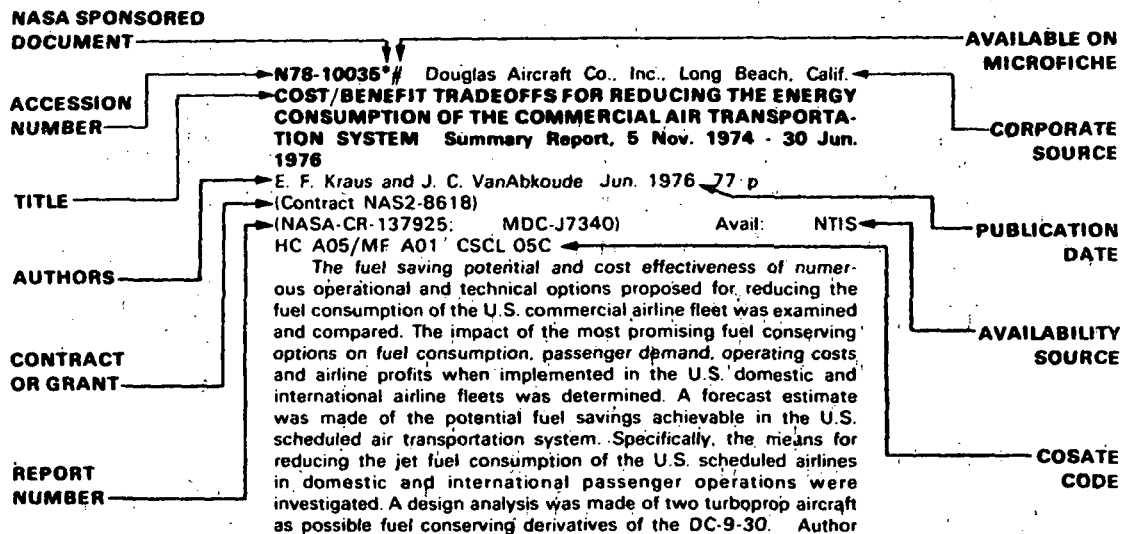 NASA SPONSORED
DOCUMENT
AVAILABLE ON
MICROFICHE
N78-10035*# Douglas Aircraft Co., Inc., Long Beach, Calif.
ACCESSION
NUMBER
COST/BENEFIT TRADEOFFS FOR REDUCING THE ENERGY
CONSUMPTION OF THE COMMERCIAL AIR TRANSPORTA-
TION SYSTEM Summary Report, 5 Nov. 1974 - 30 Jun.
1976
CORPORATE
SOURCE
TITLE
E. F. Kraus and J. C. VanAbkoude Jun. 1976 77 p
(Contract NAS2-8618)
(NASA-CR-137925; MDC-J7340) Avail: NTIS
HC A05/MF A01 CSCL 05C
PUBLICATION
DATE
AUTHORS
The fuel saving potential and cost effectiveness of numer-
ous operational and technical options proposed for reducing the
fuel consumption of the U.S. commercial airline fleet was examined
and compared. The impact of the most promising fuel conserving
options on fuel consumption, passenger demand, operating costs
and airline profits when implemented in the U.S. domestic and
international airline fleets was determined. A forecast estimate
was made of the potential fuel savings achievable in the U.S.
scheduled air transportation system. Specifically, the means for
reducing the jet fuel consumption of the U.S. scheduled airlines
in domestic and international passenger operations were
investigated. A design analysis was made of two turboprop aircraft
as possible fuel conserving derivatives of the DC-9-30. Author
AVAILABILITY
SOURCE
CONTRACT
OR GRANT
COSATE
CODE
REPORT
NUMBER